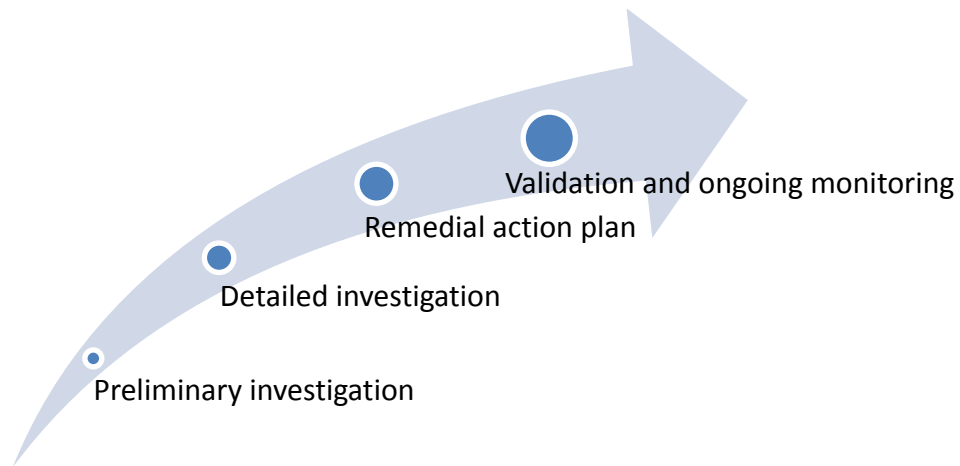 Validation and ongoing monitoring
Remedial action plan
Detailed investigation
Preliminary investigation